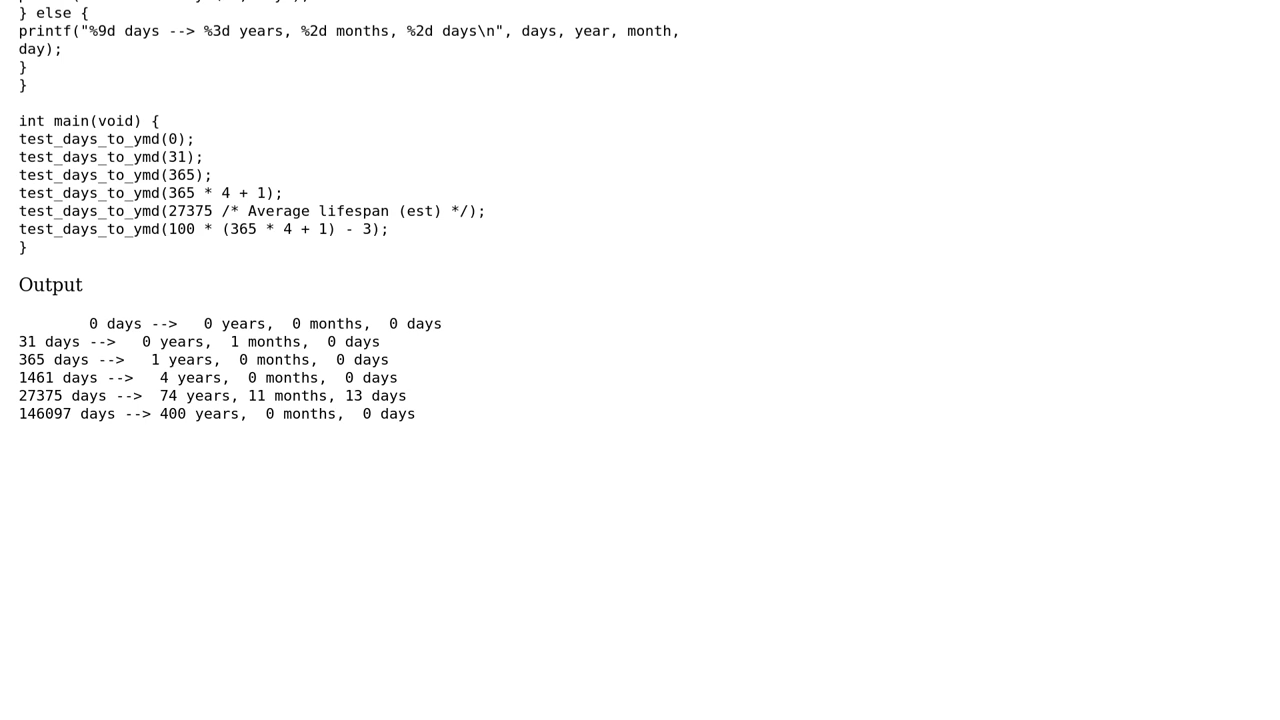 } else {
printf("%9d days --> %3d years, %2d months, %2d days\n", days, year, month,
day);
}
}

int main(void) {
test_days_to_ymd(0);
test_days_to_ymd(31);
test_days_to_ymd(365);
test_days_to_ymd(365 * 4 + 1);
test_days_to_ymd(27375 /* Average lifespan (est) */);
test_days_to_ymd(100 * (365 * 4 + 1) - 3);
}

Output

        0 days -->   0 years,  0 months,  0 days
31 days -->   0 years,  1 months,  0 days
365 days -->   1 years,  0 months,  0 days
1461 days -->   4 years,  0 months,  0 days
27375 days -->  74 years, 11 months, 13 days
146097 days --> 400 years,  0 months,  0 days